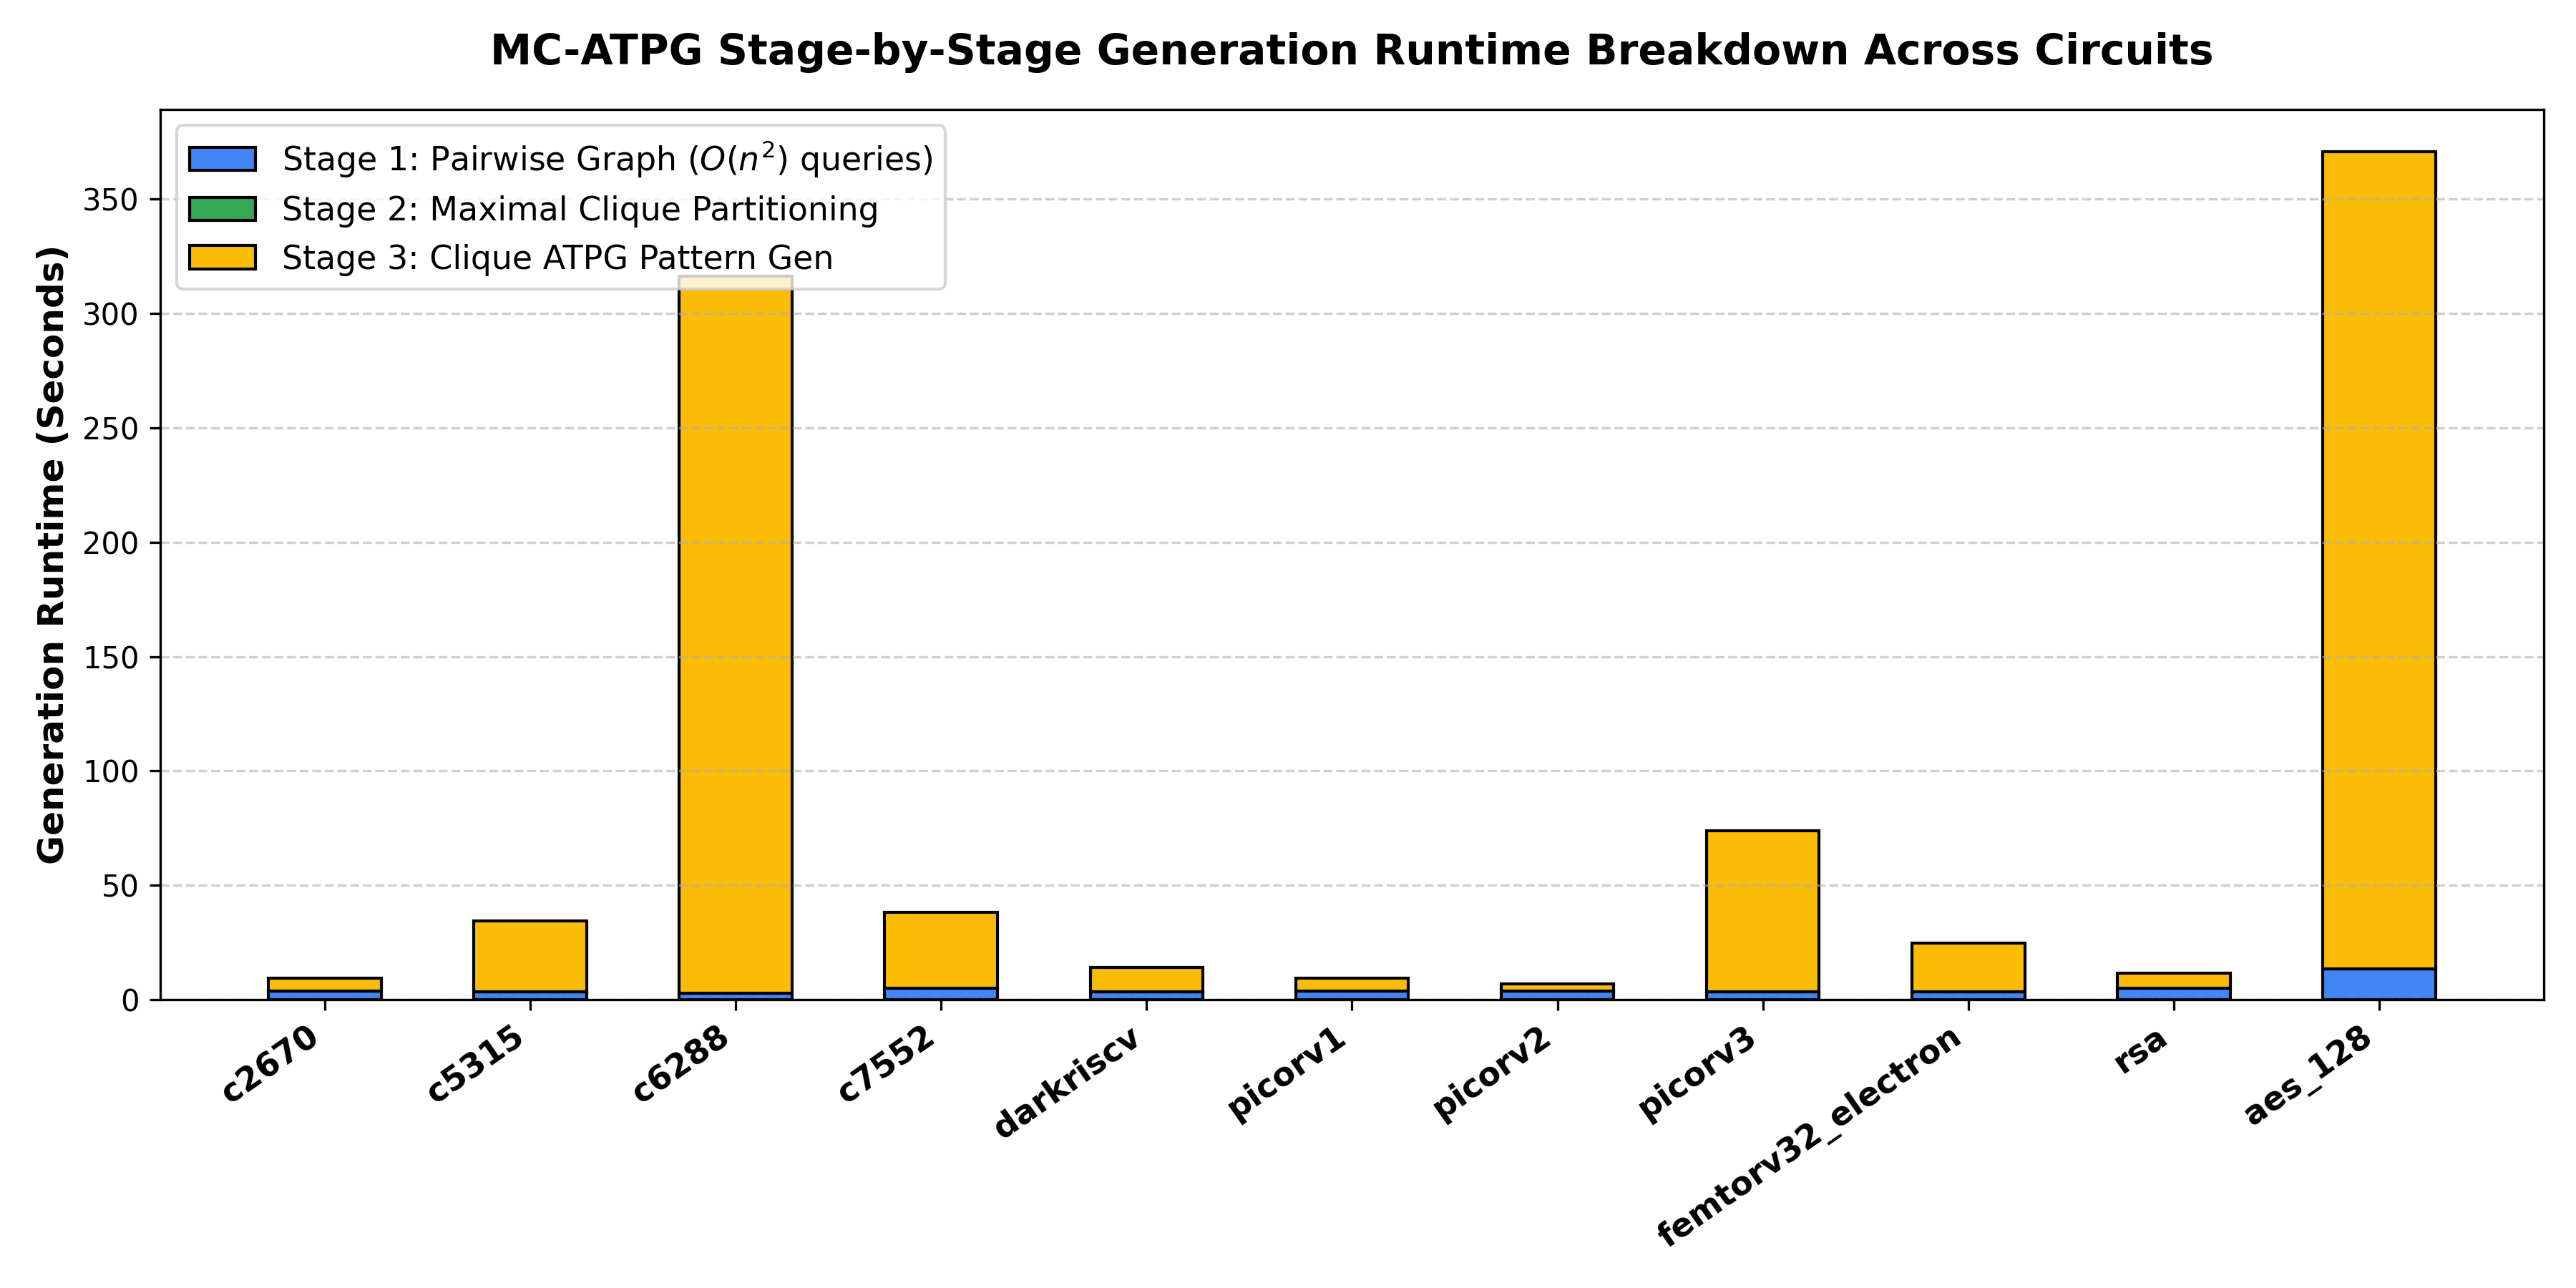 MC-ATPG Stage-by-Stage Generation Runtime Breakdown Across Circuits
Stage 1: Pairwise Graph (O(n²) queries)
Stage 2: Maximal Clique Partitioning
Stage 3: Clique ATPG Pattern Gen
Generation Runtime (Seconds)
350
300
250
200
150
100
50
0
c2670
c5315
c6288
c7552
darkriscv
picorv1
picorv2
picorv3
femtorv32_electron
rsa
aes_128